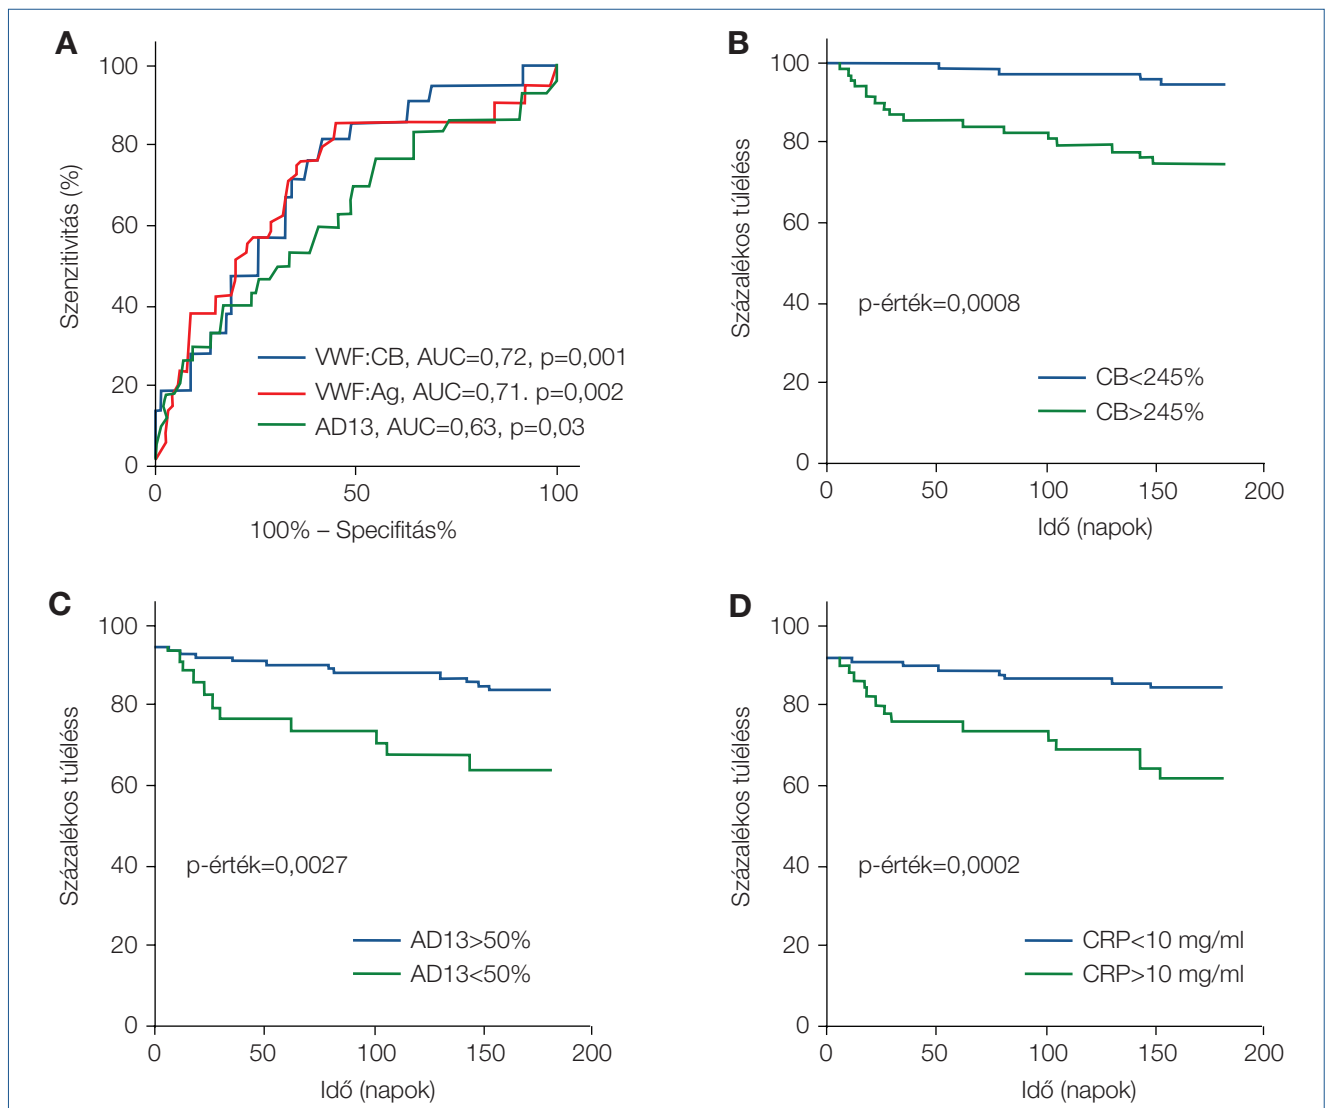 A
100
80
60
40
20
0
Szenzitivitás (%)
VWF:CB, AUC=0,72, p=0,001
VWF:Ag, AUC=0,71. p=0,002
AD13, AUC=0,63, p=0,03
0
50
100
100% – Specifitás%
B
100
80
60
40
20
0
Százalékos túléléss
p-érték=0,0008
CB<245%
CB>245%
0
50
100
150
200
Idő (napok)
C
100
80
60
40
20
0
Százalékos túléléss
p-érték=0,0027
AD13>50%
AD13<50%
0
50
100
150
200
Idő (napok)
D
100
80
60
40
20
0
Százalékos túléléss
p-érték=0,0002
CRP<10 mg/ml
CRP>10 mg/ml
0
50
100
150
200
Idő (napok)